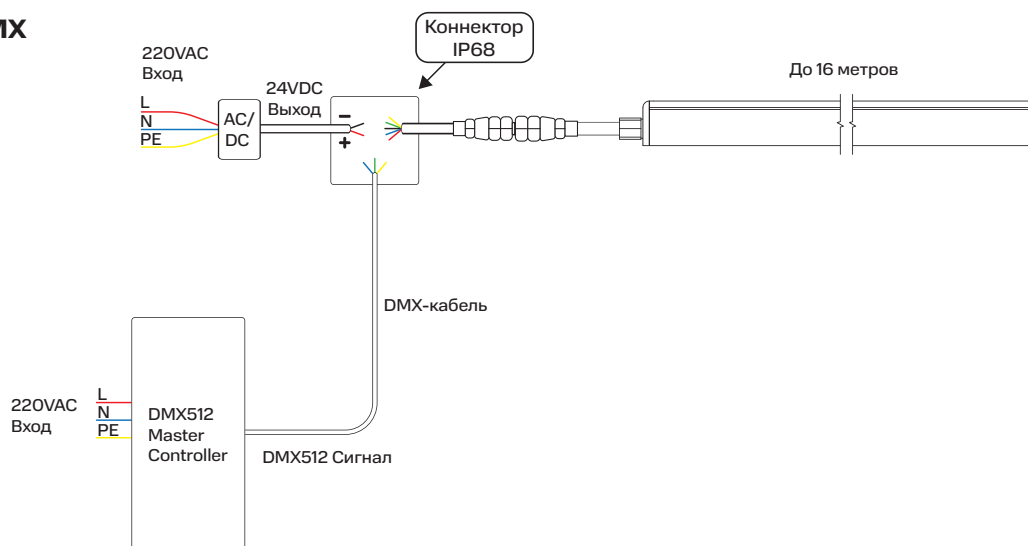 МХ
Коннектор
IP68
220VAC
Вход
До 16 метров
24VDC
Выход
L
N
PE
AC/
DC
−
+
DMX-кабель
220VAC
Вход
L
N
PE
DMX512
Master
Controller
DMX512 Сигнал